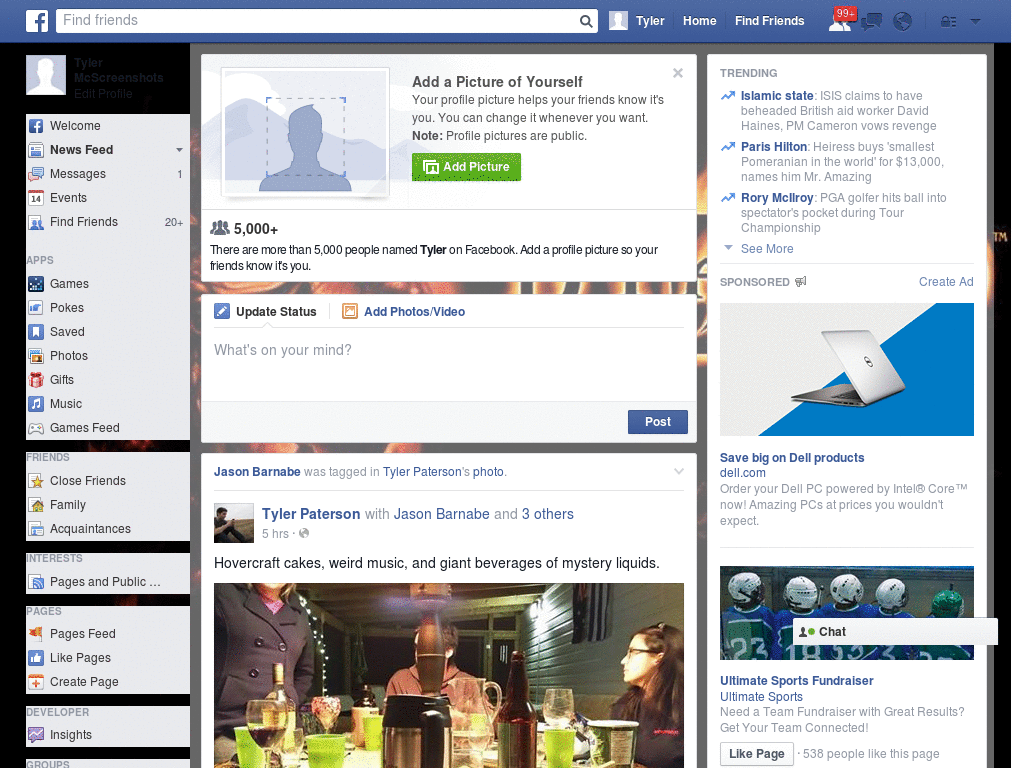 Find friends
Tyler
Home
Find Friends
99+
Tyler
McScreenshots
Edit Profile
Welcome
News Feed
Messages
1
14
Events
Find Friends
20+
APPS
Games
Pokes
Saved
Photos
Gifts
Music
Games Feed
FRIENDS
Close Friends
Family
Acquaintances
INTERESTS
Pages and Public ...
PAGES
Pages Feed
Like Pages
Create Page
DEVELOPER
Insights
GROUPS
Add a Picture of Yourself
Your profile picture helps your friends know it's
you. You can change it whenever you want.
Note: Profile pictures are public.
Add Picture
5,000+
There are more than 5,000 people named Tyler on Facebook. Add a profile picture so your
friends know it's you.
Update Status
Add Photos/Video
What's on your mind?
Post
Jason Barnabe was tagged in Tyler Paterson's photo.
Tyler Paterson with Jason Barnabe and 3 others
5 hrs ·
Hovercraft cakes, weird music, and giant beverages of mystery liquids.
TRENDING
Islamic state: ISIS claims to have
beheaded British aid worker David
Haines, PM Cameron vows revenge
Paris Hilton: Heiress buys 'smallest
Pomeranian in the world' for $13,000,
names him Mr. Amazing
Rory McIlroy: PGA golfer hits ball into
spectator's pocket during Tour
Championship
See More
TM
SPONSORED
Create Ad
Save big on Dell products
dell.com
Order your Dell PC powered by Intel® Core™
now! Amazing PCs at prices you wouldn't
expect.
23
18
Chat
Ultimate Sports Fundraiser
Ultimate Sports
Need a Team Fundraiser with Great Results?
Get Your Team Connected!
Like Page
· 538 people like this page